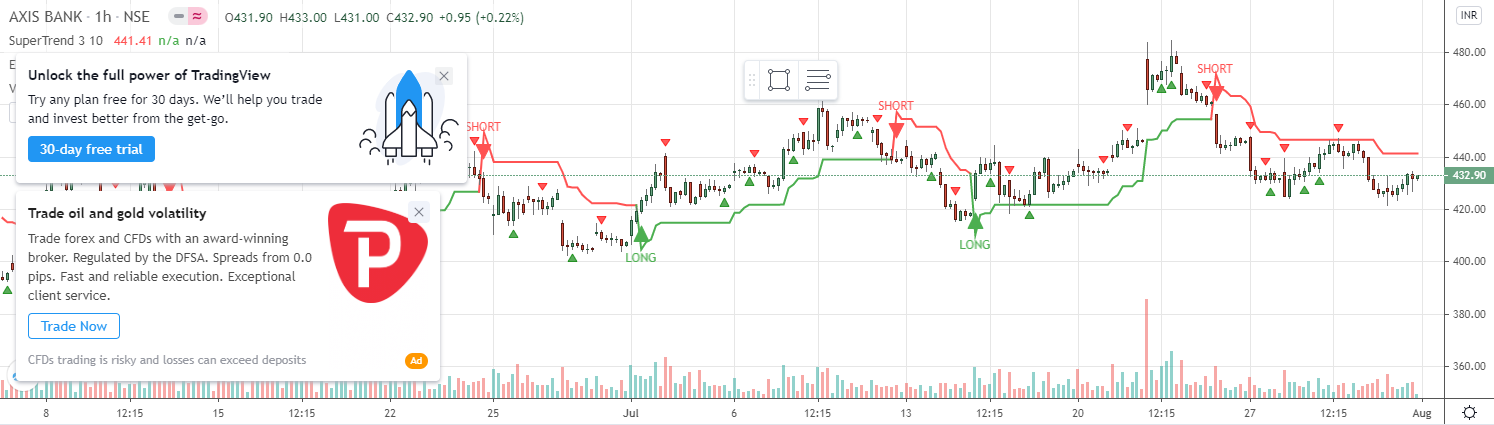 AXIS BANK · 1h · NSE O431.90 H433.00 L431.00 C432.90 +0.95 (+0.22%)
SuperTrend 3 10 441.41 n/a n/a
E
V
Unlock the full power of TradingView
Try any plan free for 30 days. We'll help you trade
and invest better from the get-go.
30-day free trial
Trade oil and gold volatility
Trade forex and CFDs with an award-winning
broker. Regulated by the DFSA. Spreads from 0.0
pips. Fast and reliable execution. Exceptional
client service.
Trade Now
CFDs trading is risky and losses can exceed deposits
Ad
P
SHORT
LONG
SHORT
LONG
SHORT
INR
480.00
460.00
440.00
432.90
420.00
400.00
380.00
360.00
8 12:15 15 12:15 22 25 Jul 6 12:15 13 12:15 20 12:15 27 12:15 Aug